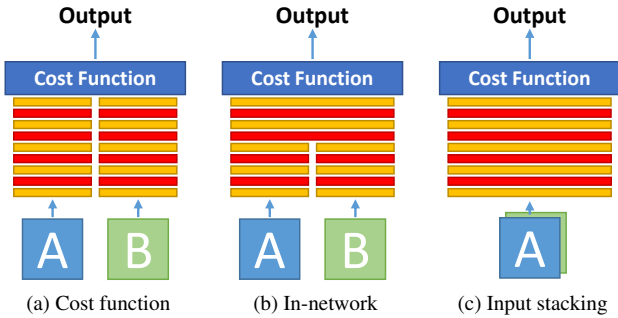 Output Output Output
Cost Function Cost Function Cost Function
A B A B A
(a) Cost function (b) In-network (c) Input stacking